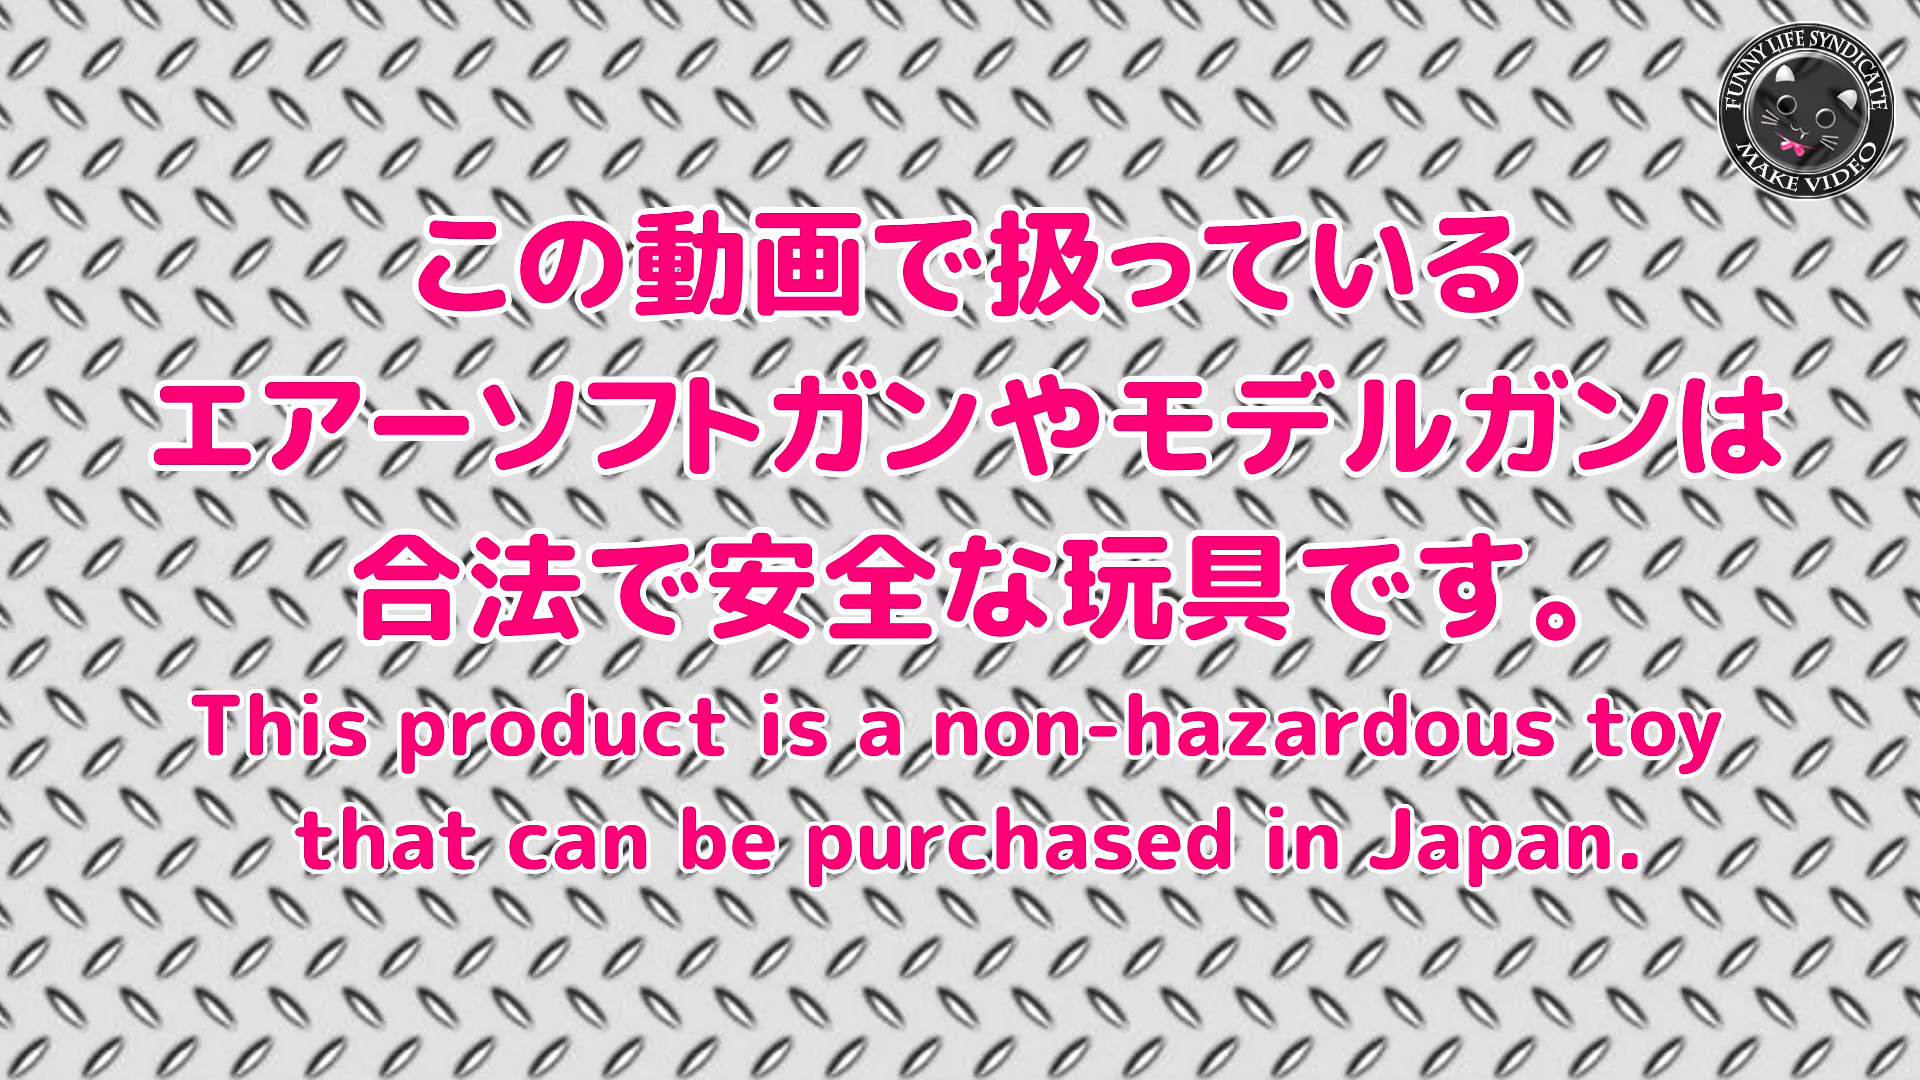 FUNNY LIFE SYNDICATE
MAKE VIDEO
この動画で扱っている
エアーソフトガンやモデルガンは
合法で安全な玩具です。
This product is a non-hazardous toy
that can be purchased in Japan.